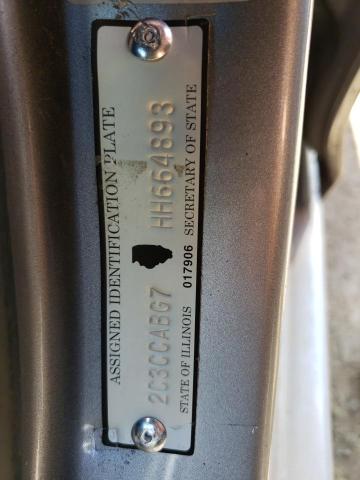 ASSIGNED IDENTIFICATION PLATE
2C3CCABG7 HH664893
STATE OF ILLINOIS 017906 SECRETARY OF STATE